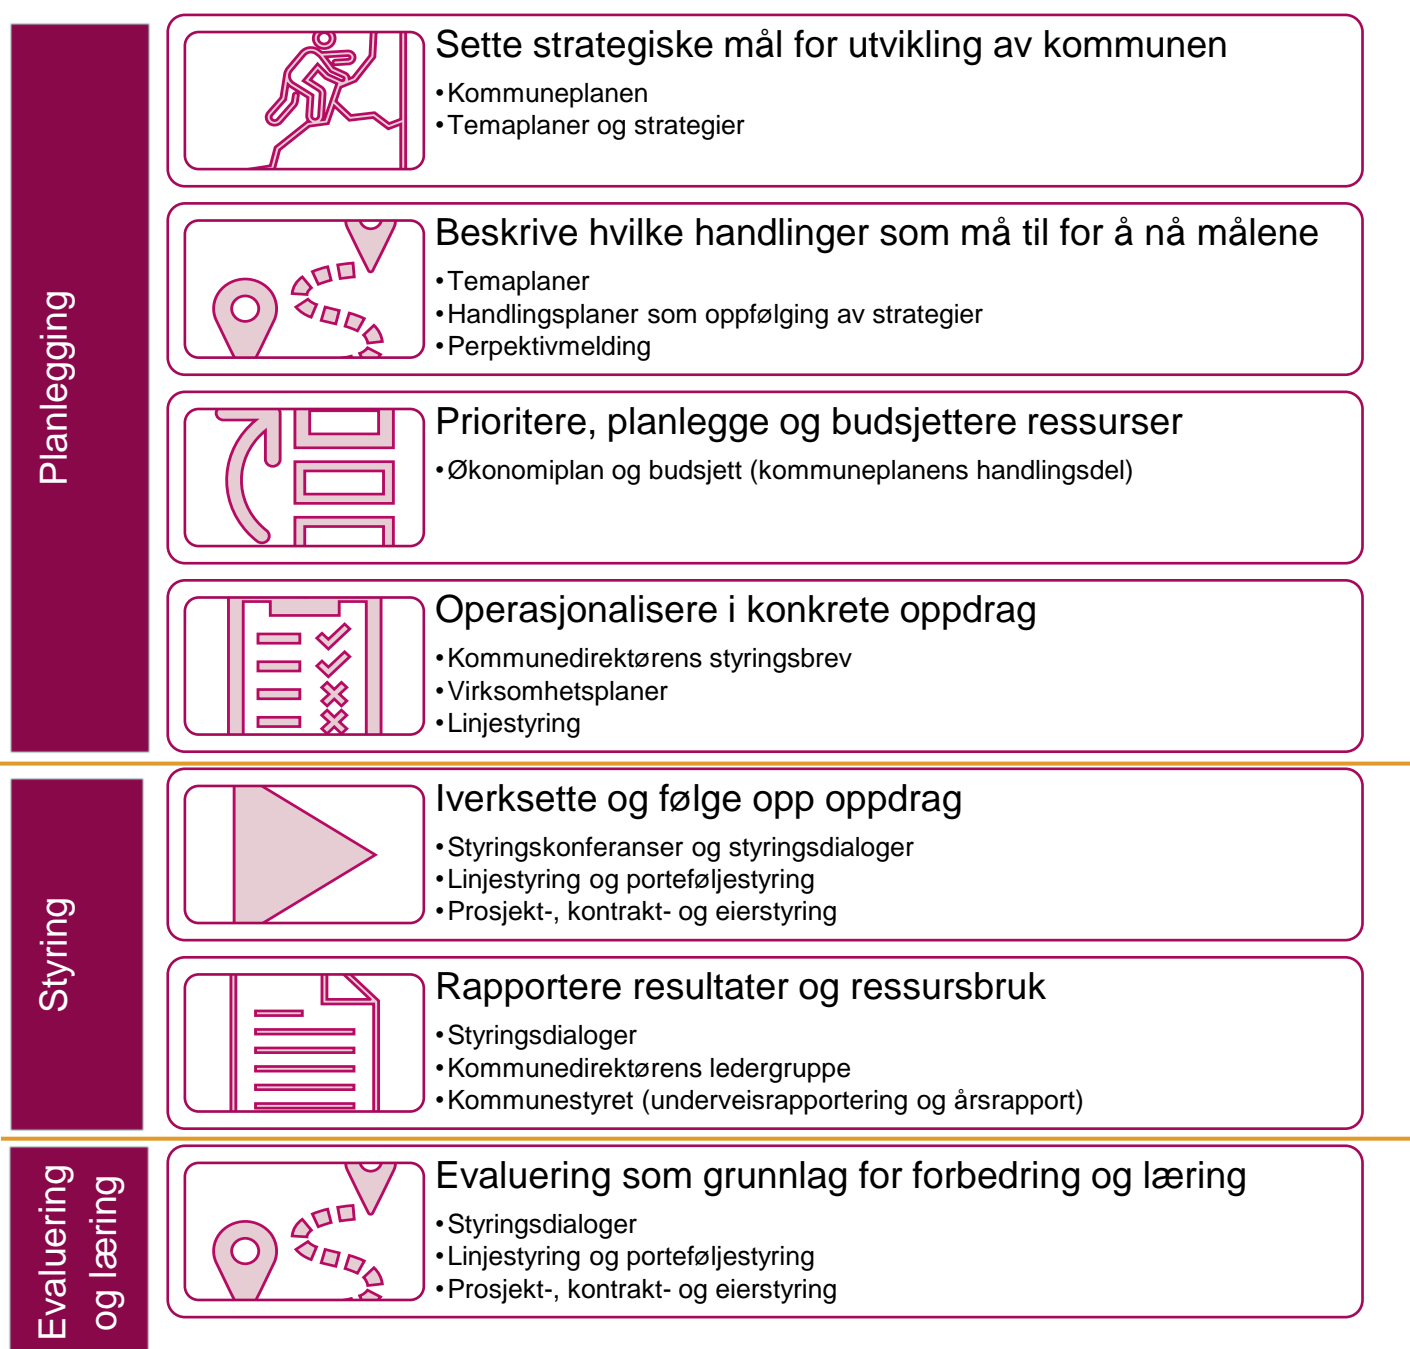 Planlegging
Sette strategiske mål for utvikling av kommunen
•Kommuneplanen
•Temaplaner og strategier
Beskrive hvilke handlinger som må til for å nå målene
•Temaplaner
•Handlingsplaner som oppfølging av strategier
•Perpektivmelding
Prioritere, planlegge og budsjettere ressurser
•Økonomiplan og budsjett (kommuneplanens handlingsdel)
Operasjonalisere i konkrete oppdrag
•Kommunedirektørens styringsbrev
•Virksomhetsplaner
•Linjestyring
Styring
Iverksette og følge opp oppdrag
•Styringskonferanser og styringsdialoger
•Linjestyring og porteføljestyring
•Prosjekt-, kontrakt- og eierstyring
Rapportere resultater og ressursbruk
•Styringsdialoger
•Kommunedirektørens ledergruppe
•Kommunestyret (underveisrapportering og årsrapport)
Evaluering
og læring
Evaluering som grunnlag for forbedring og læring
•Styringsdialoger
•Linjestyring og porteføljestyring
•Prosjekt-, kontrakt- og eierstyring